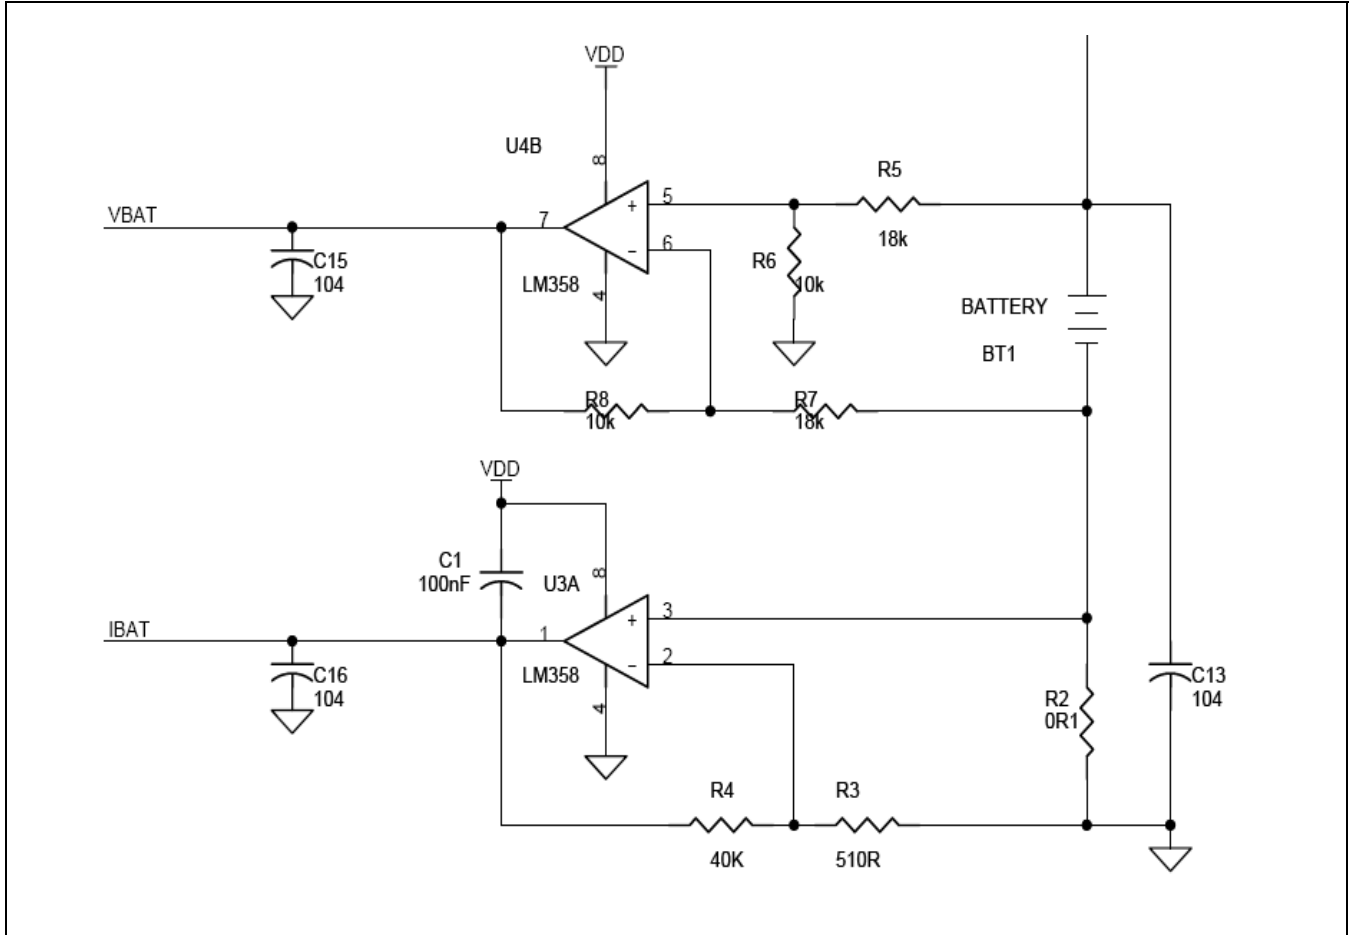 VDD
U4B
8
R5
5
+
VBAT
7
18k
6
−
R6
10k
C15
104
LM358
4
BATTERY
BT1
R8
10k
R7
18k
VDD
C1
100nF
U3A
8
3
+
IBAT
1
2
−
C16
104
LM358
4
R2
0R1
C13
104
R4
R3
40K
510R